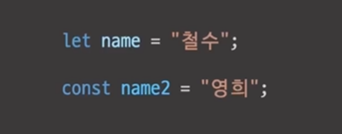 let name = "철수";
const name2 = "영희";